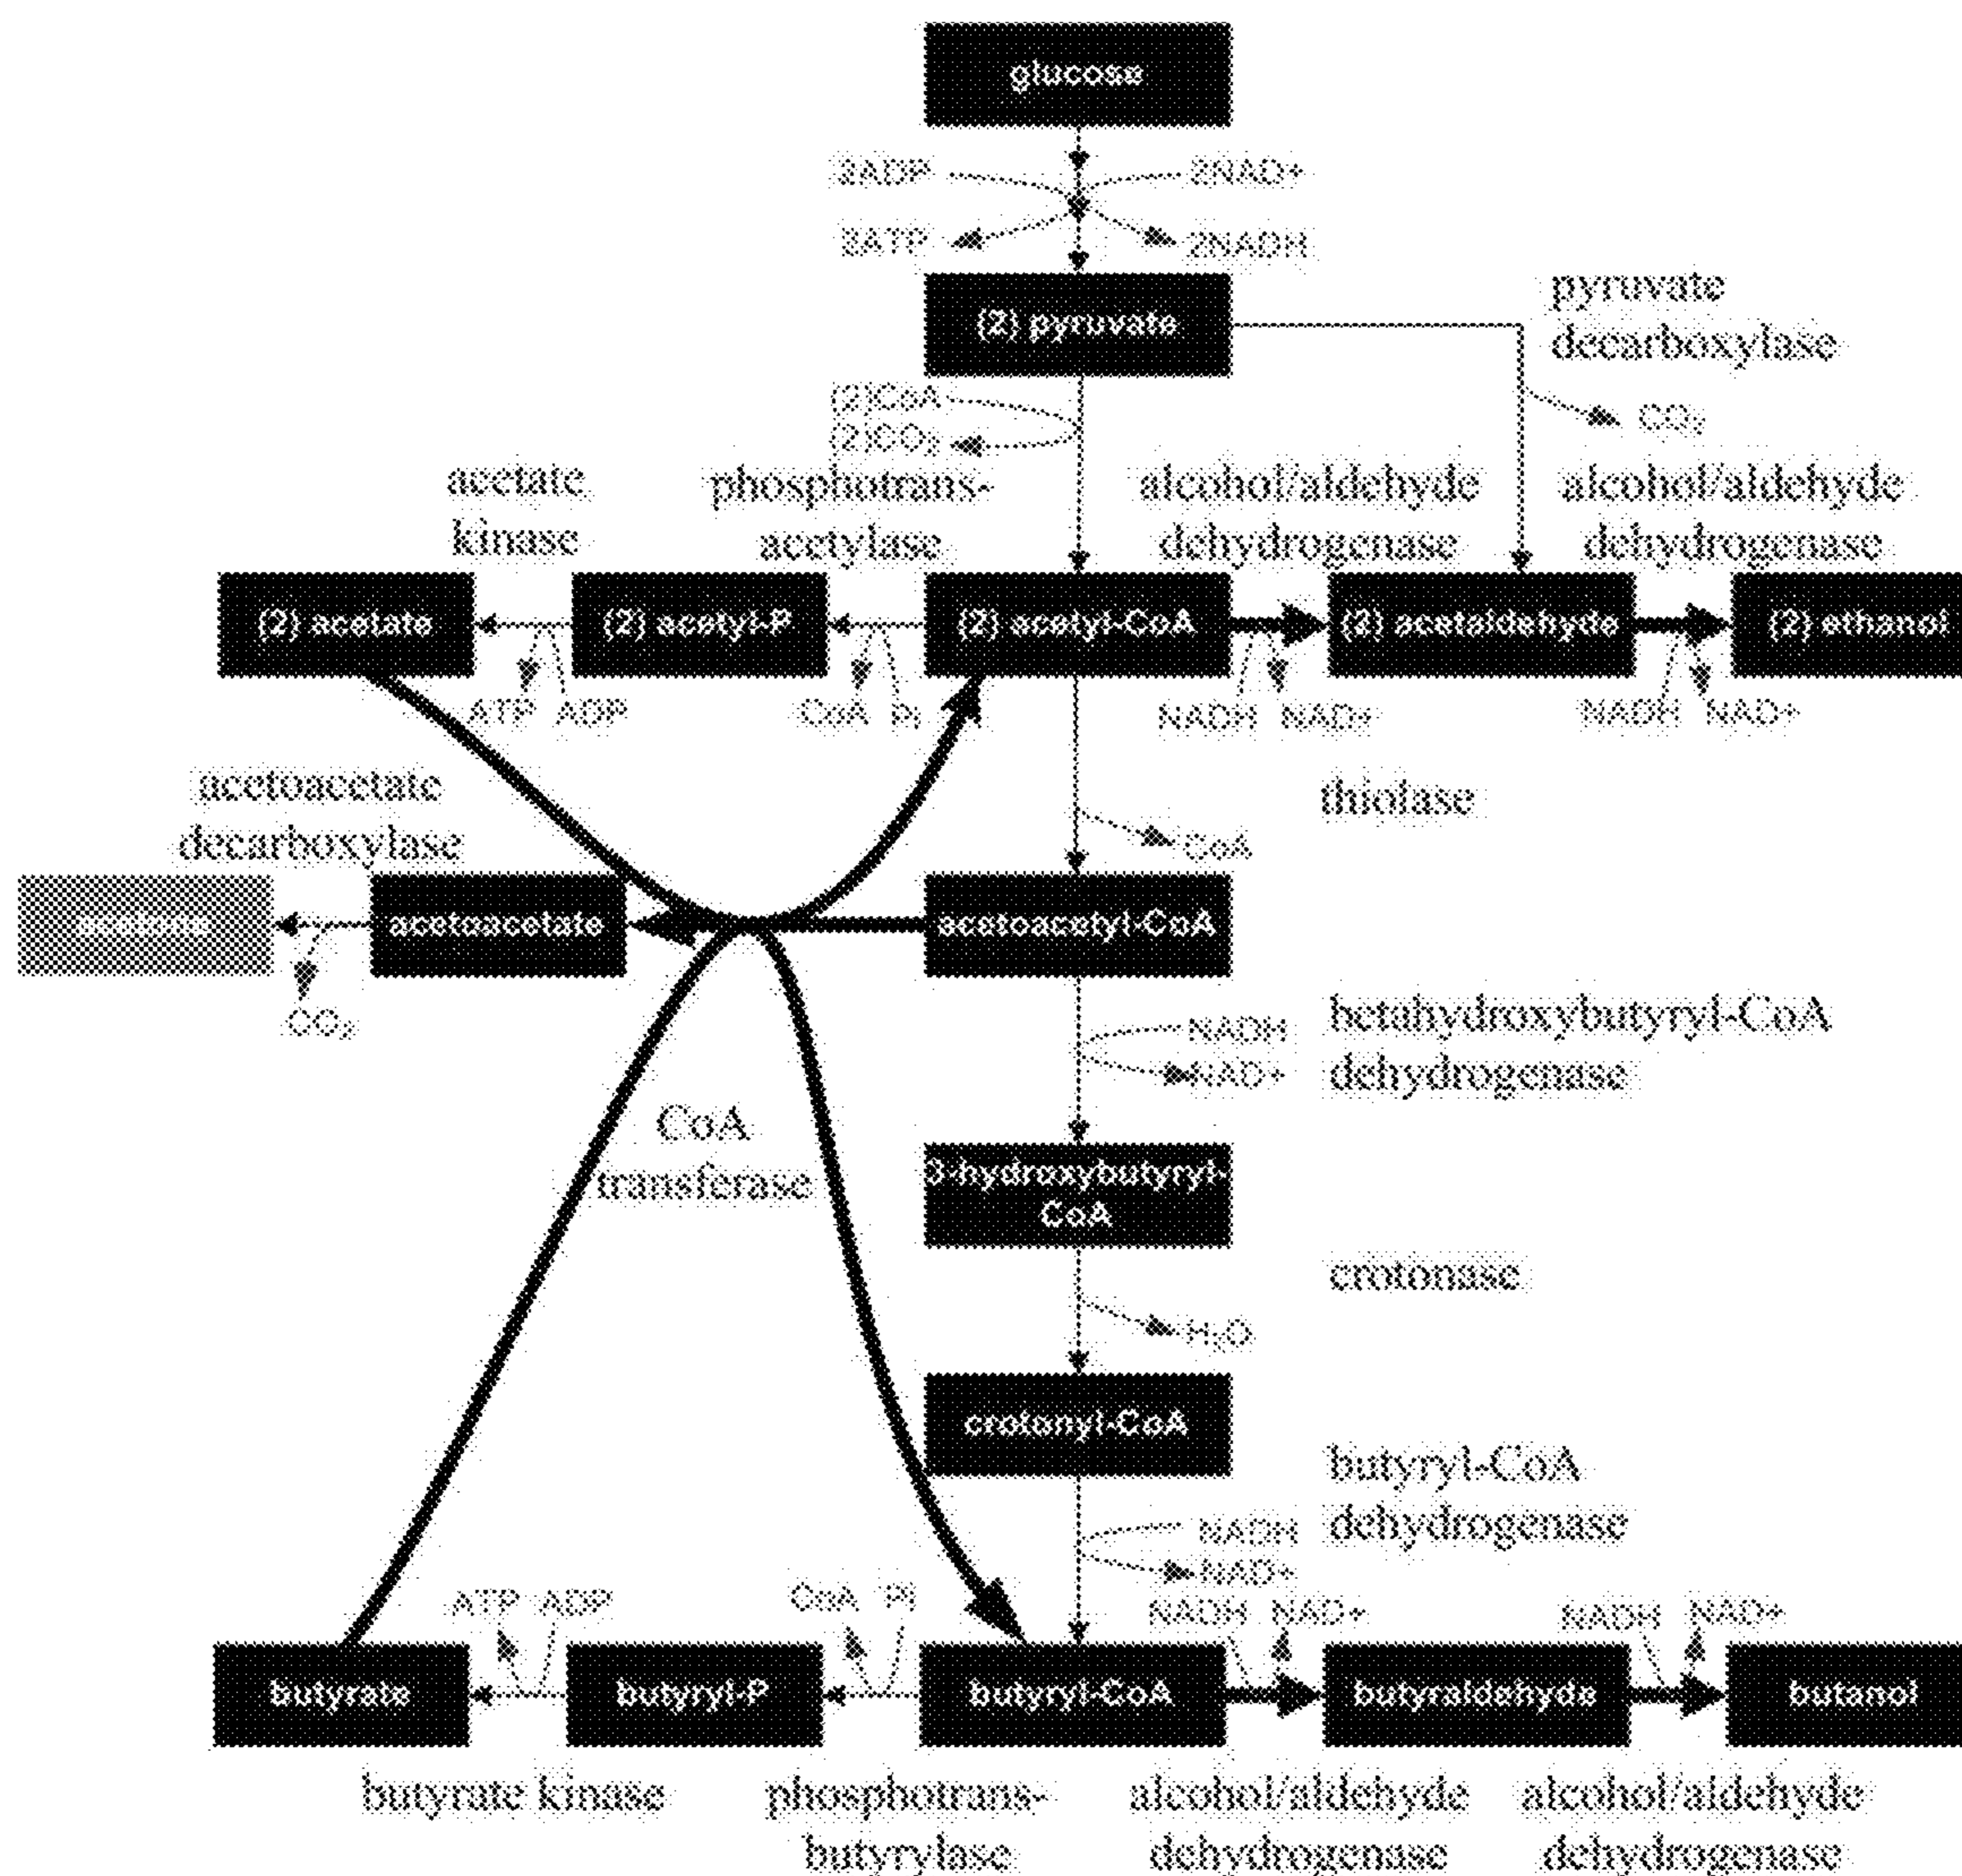 glucose
2ADP
2NAD+
2ATP
2NADH
(2) pyruvate
pyruvate
decarboxylase
(2)CoA
(2)CO2
CO2
acetate
kinase
phosphotrans-
acetylase
alcohol/aldehyde
dehydrogenase
alcohol/aldehyde
dehydrogenase
(2) acetate
(2) acetyl-P
(2) acetyl-CoA
(2) acetaldehyde
(2) ethanol
ATP ADP
CoA Pi
NADH NAD+
NADH NAD+
acetoacetate
decarboxylase
thiolase
CoA
acetone
acetoacetate
acetoacetyl-CoA
CO2
NADH
NAD+
betahydroxybutyryl-CoA
dehydrogenase
CoA
transferase
3-hydroxybutyryl-
CoA
crotonase
H2O
crotonyl-CoA
butyryl-CoA
dehydrogenase
NADH
NAD+
ATP ADP
CoA Pi
NADH NAD+
NADH NAD+
butyrate
butyryl-P
butyryl-CoA
butyraldehyde
butanol
butyrate kinase
phosphotrans-
butyrylase
alcohol/aldehyde
dehydrogenase
alcohol/aldehyde
dehydrogenase